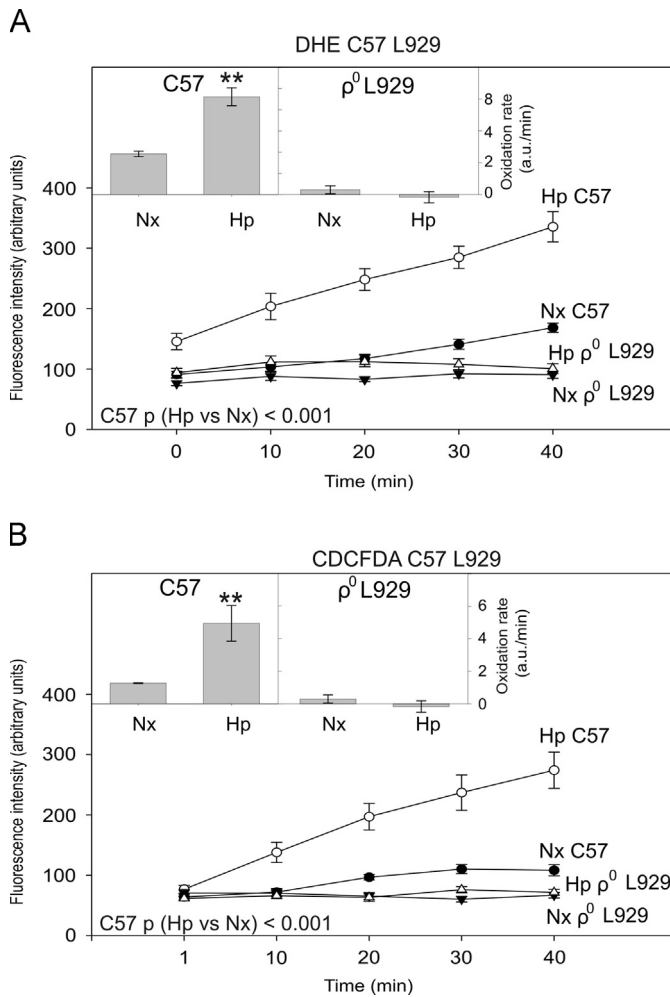 A
DHE C57 L929
C57
**
ρ⁰ L929
8
4
2
0
Oxidation rate
(a.u./min)
Nx
Hp
Nx
Hp
Fluorescence intensity (arbitrary units)
400
300
200
100
0
Hp C57
Nx C57
Hp ρ⁰ L929
Nx ρ⁰ L929
C57 p (Hp vs Nx) < 0.001
0 10 20 30 40
Time (min)
B
CDCFDA C57 L929
C57
**
ρ⁰ L929
6
4
2
0
Oxidation rate
(a.u./min)
Nx
Hp
Nx
Hp
Fluorescence intensity (arbitrary units)
400
300
200
100
0
Hp C57
Nx C57
Hp ρ⁰ L929
Nx ρ⁰ L929
C57 p (Hp vs Nx) < 0.001
1 10 20 30 40
Time (min)